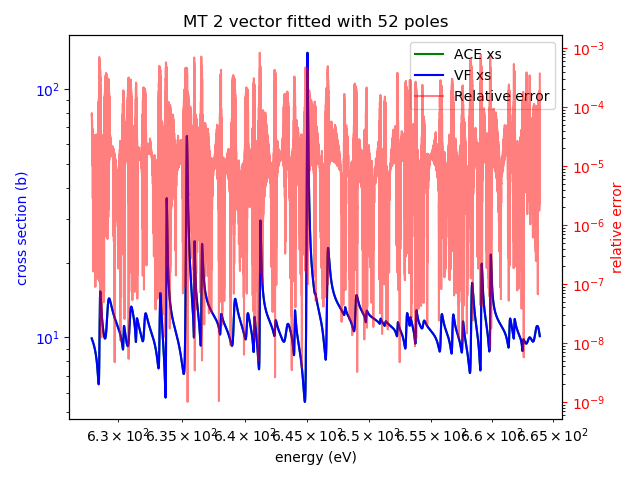 MT 2 vector fitted with 52 poles
ACE xs
VF xs
Relative error
10²
10¹
cross section (b)
10⁻³
10⁻⁴
10⁻⁵
10⁻⁶
10⁻⁷
10⁻⁸
10⁻⁹
relative error
6.3 × 10² 6.35 × 10² 6.4 × 10² 6.45 × 10² 6.5 × 10² 6.55 × 10² 6.6 × 10² 6.65 × 10²
energy (eV)